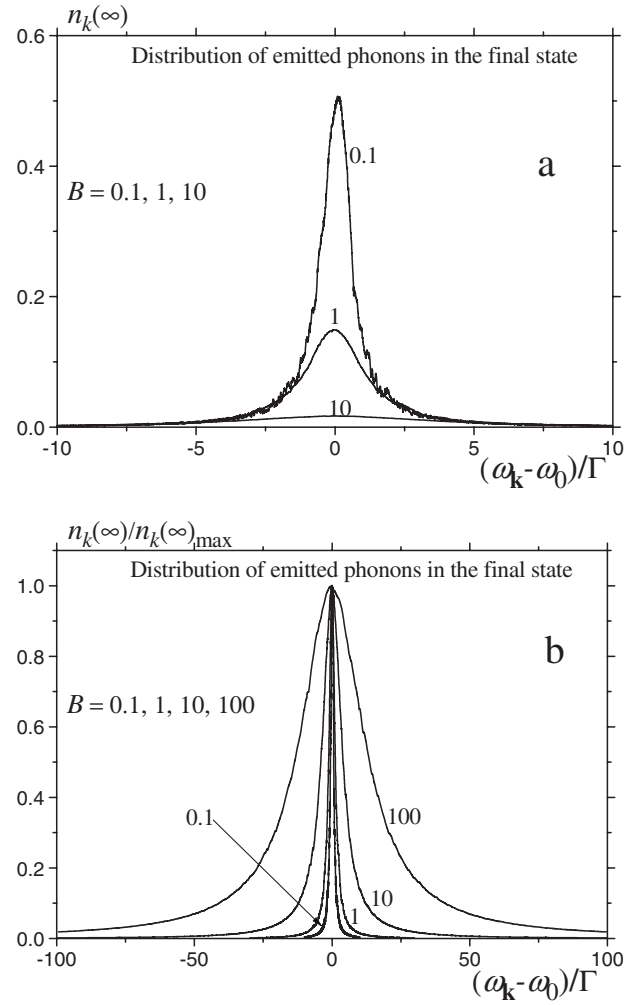 n_k(∞)
0.6
Distribution of emitted phonons in the final state
0.1
a
0.4
B = 0.1, 1, 10
0.2
1
10
0.0
-10 -5 0 5 10
(ω_k-ω_0)/Γ
n_k(∞)/n_k(∞)_max
Distribution of emitted phonons in the final state
1.0
b
0.8
B = 0.1, 1, 10, 100
0.6
0.4
0.1
100
0.2
10
1
0.0
-100 -50 0 50 100
(ω_k-ω_0)/Γ